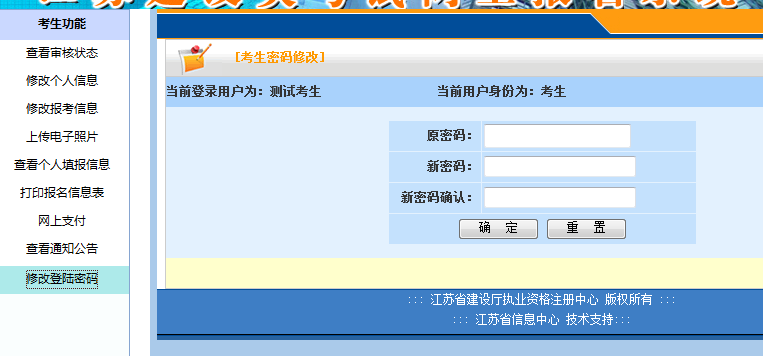 考生功能
查看审核状态
修改个人信息
修改报考信息
上传电子照片
查看个人填报信息
打印报名信息表
网上支付
查看通知公告
修改登陆密码
[考生密码修改]
当前登录用户为：测试考生 当前用户身份为：考生
原密码：
新密码：
新密码确认：
确 定 重 置
::: 江苏省建设厅执业资格注册中心 版权所有 :::
::: 江苏省信息中心 技术支持:::